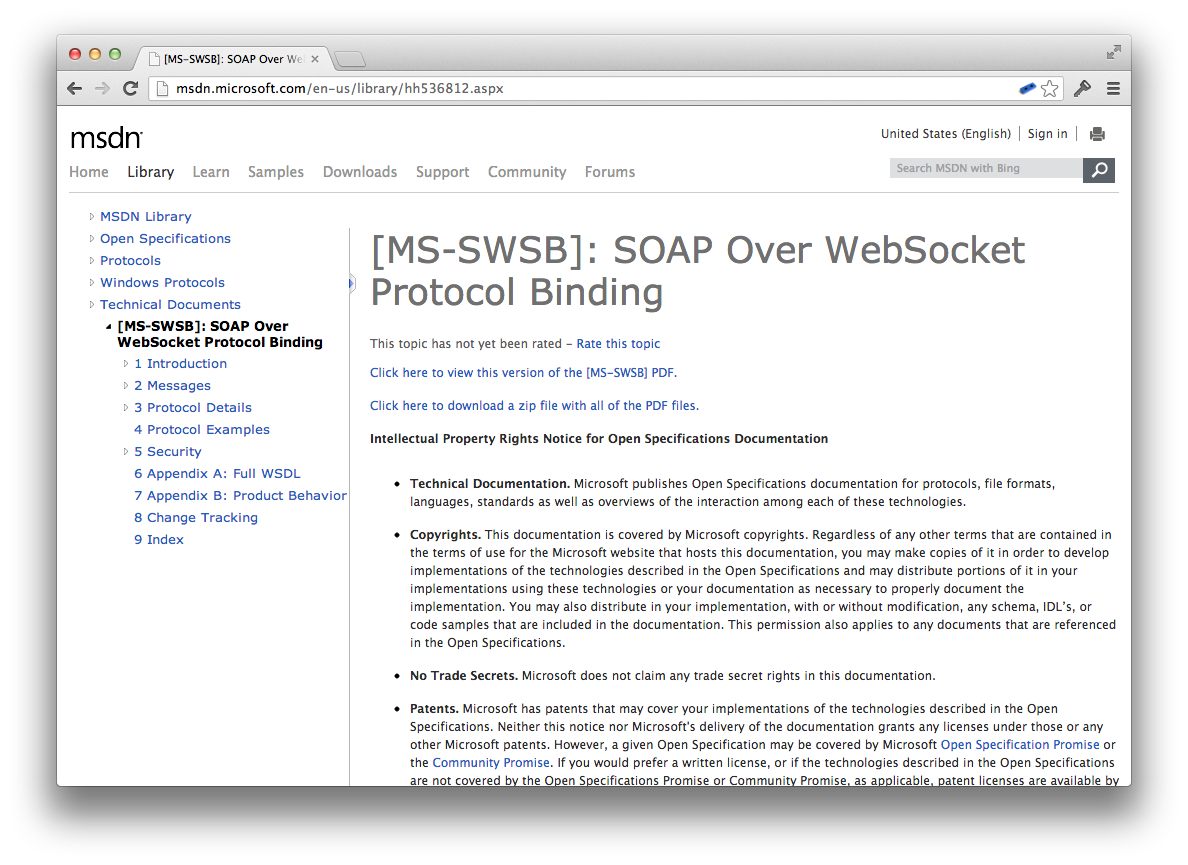 [MS-SWSB]: SOAP Over We
msdn.microsoft.com/en-us/library/hh536812.aspx
msdn
United States (English) Sign in
Home Library Learn Samples Downloads Support Community Forums
Search MSDN with Bing
MSDN Library
Open Specifications
Protocols
Windows Protocols
Technical Documents
[MS-SWSB]: SOAP Over
WebSocket Protocol Binding
1 Introduction
2 Messages
3 Protocol Details
4 Protocol Examples
5 Security
6 Appendix A: Full WSDL
7 Appendix B: Product Behavior
8 Change Tracking
9 Index
[MS-SWSB]: SOAP Over WebSocket
Protocol Binding
This topic has not yet been rated - Rate this topic
Click here to view this version of the [MS-SWSB] PDF.
Click here to download a zip file with all of the PDF files.
Intellectual Property Rights Notice for Open Specifications Documentation
• Technical Documentation. Microsoft publishes Open Specifications documentation for protocols, file formats,
languages, standards as well as overviews of the interaction among each of these technologies.
• Copyrights. This documentation is covered by Microsoft copyrights. Regardless of any other terms that are contained in
the terms of use for the Microsoft website that hosts this documentation, you may make copies of it in order to develop
implementations of the technologies described in the Open Specifications and may distribute portions of it in your
implementations using these technologies or your documentation as necessary to properly document the
implementation. You may also distribute in your implementation, with or without modification, any schema, IDL's, or
code samples that are included in the documentation. This permission also applies to any documents that are referenced
in the Open Specifications.
• No Trade Secrets. Microsoft does not claim any trade secret rights in this documentation.
• Patents. Microsoft has patents that may cover your implementations of the technologies described in the Open
Specifications. Neither this notice nor Microsoft's delivery of the documentation grants any licenses under those or any
other Microsoft patents. However, a given Open Specification may be covered by Microsoft Open Specification Promise or
the Community Promise. If you would prefer a written license, or if the technologies described in the Open Specifications
are not covered by the Open Specifications Promise or Community Promise, as applicable, patent licenses are available by